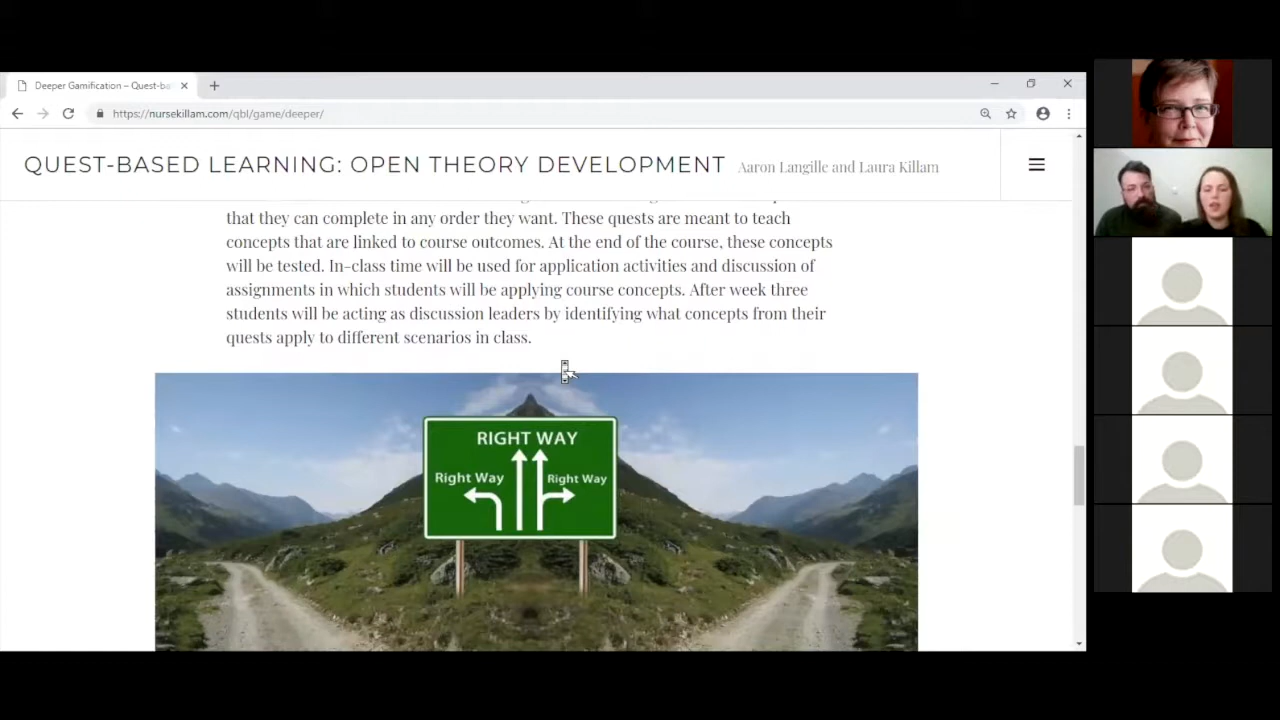 Deeper Gamification – Quest-ba
https://nursekillam.com/qbl/game/deeper/
QUEST-BASED LEARNING: OPEN THEORY DEVELOPMENT Aaron Langille and Laura Killam
that they can complete in any order they want. These quests are meant to teach
concepts that are linked to course outcomes. At the end of the course, these concepts
will be tested. In-class time will be used for application activities and discussion of
assignments in which students will be applying course concepts. After week three
students will be acting as discussion leaders by identifying what concepts from their
quests apply to different scenarios in class.
RIGHT WAY
Right Way Right Way